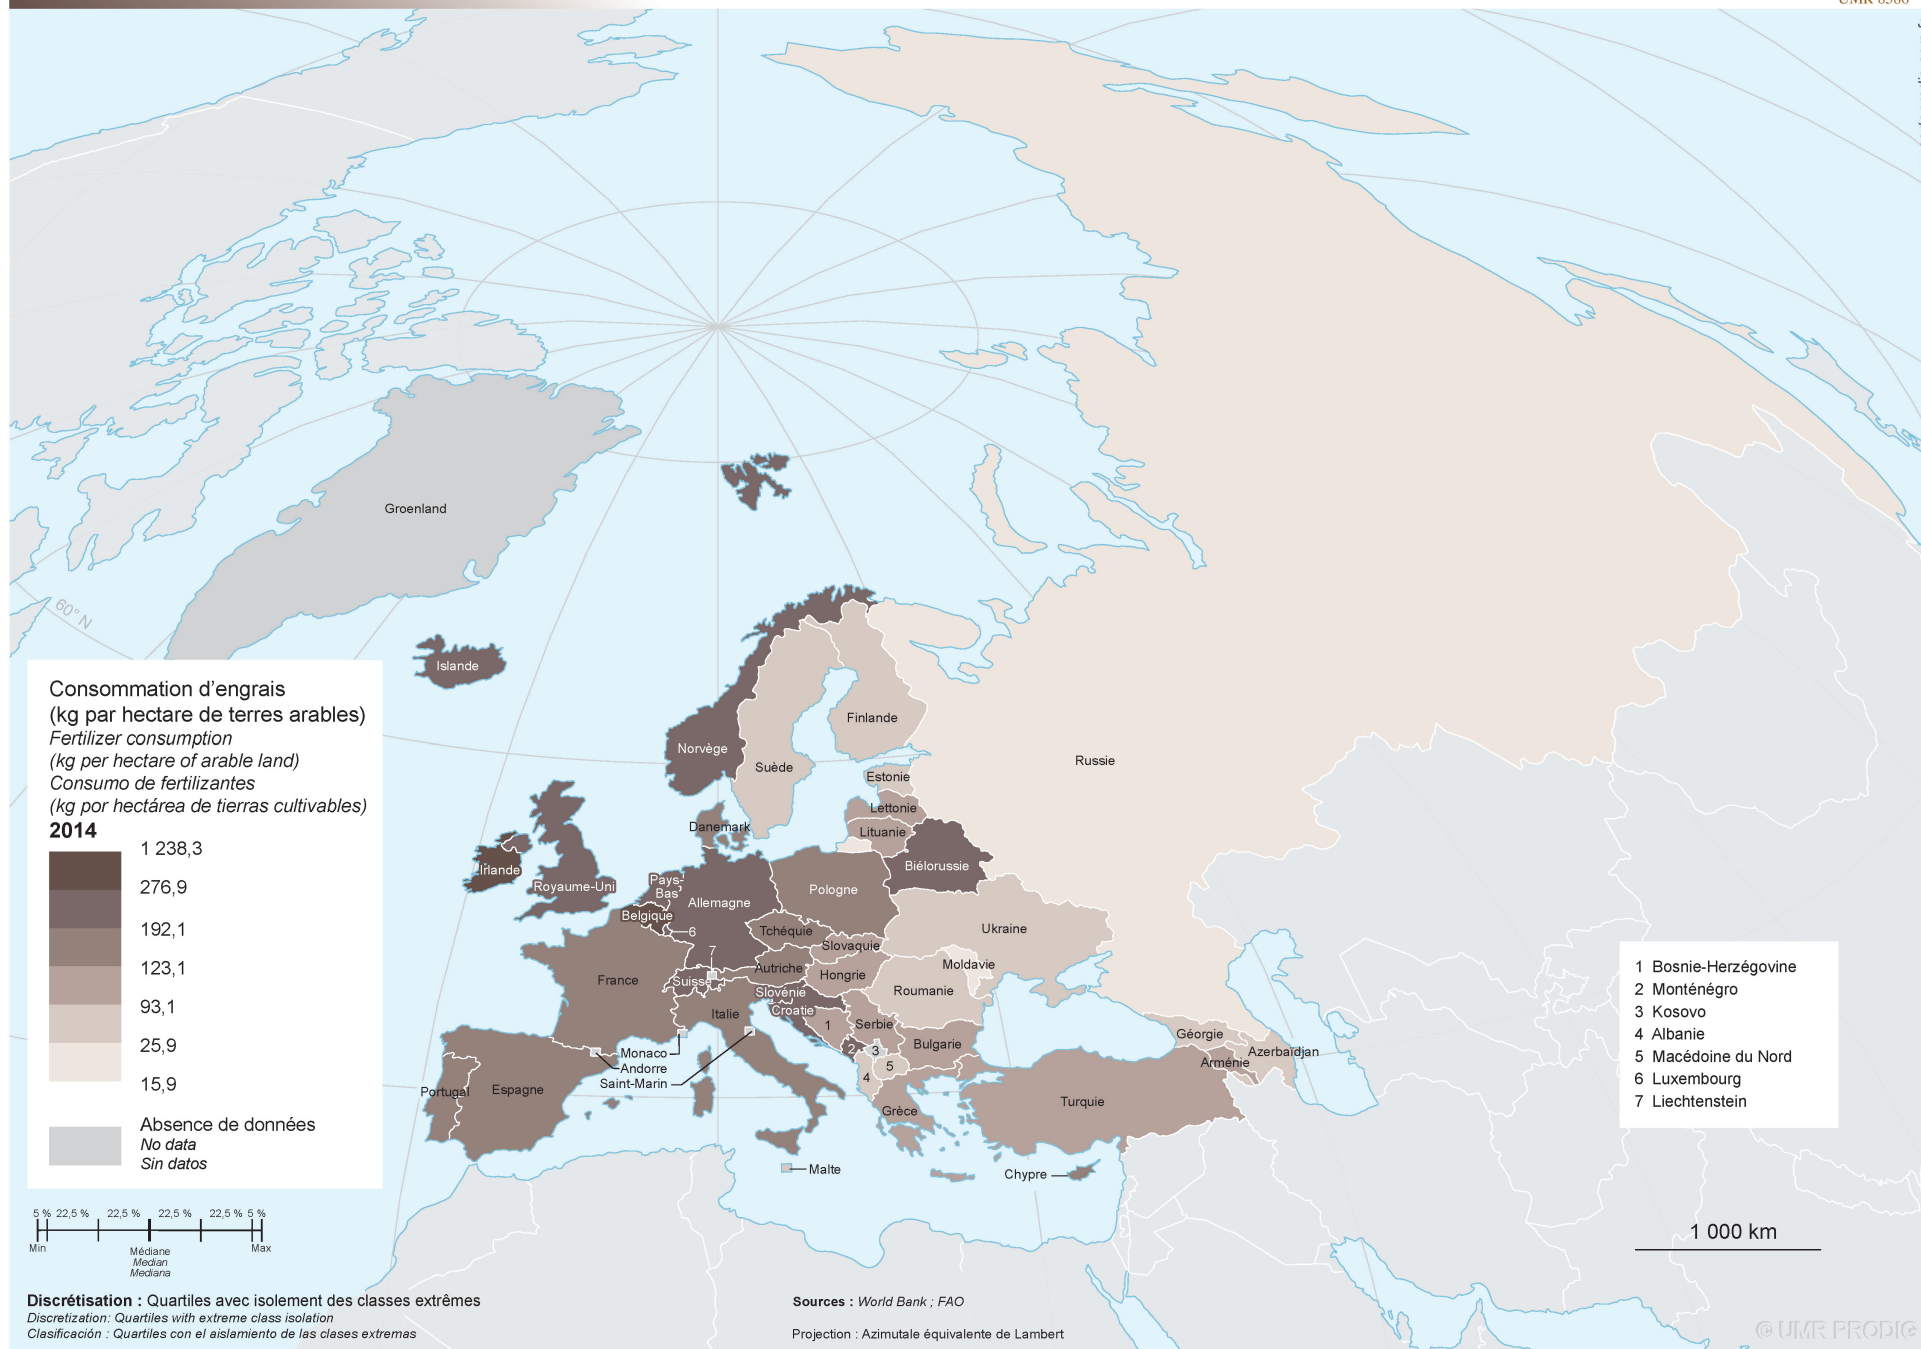 60° N
Groenland
Islande
Norvège
Suède
Finlande
Russie
Estonie
Lettonie
Lituanie
Danemark
Biélorussie
Irlande
Royaume-Uni
Pays-
Bas
Allemagne
Pologne
Belgique
6
7
Tchéquie
Slovaquie
Ukraine
Moldavie
France
Suisse
Autriche
Hongrie
Roumanie
Slovénie
Croatie
Italie
1
Serbie
2
3
Bulgarie
5
4
Monaco
Andorre
Saint-Marin
Portugal
Espagne
Grèce
Turquie
Géorgie
Azerbaïdjan
Arménie
Malte
Chypre
Consommation d'engrais
(kg par hectare de terres arables)
Fertilizer consumption
(kg per hectare of arable land)
Consumo de fertilizantes
(kg por hectárea de tierras cultivables)
2014
1 238,3
276,9
192,1
123,1
93,1
25,9
15,9
Absence de données
No data
Sin datos
5 % 22,5 % 22,5 % 22,5 % 22,5 % 5 %
Min Max
Médiane
Median
Mediana
Discrétisation : Quartiles avec isolement des classes extrêmes
Discretization: Quartiles with extreme class isolation
Clasificación : Quartiles con el aislamiento de las clases extremas
Sources : World Bank ; FAO
Projection : Azimutale équivalente de Lambert
1 Bosnie-Herzégovine
2 Monténégro
3 Kosovo
4 Albanie
5 Macédoine du Nord
6 Luxembourg
7 Liechtenstein
1 000 km
© UMR PRODIG